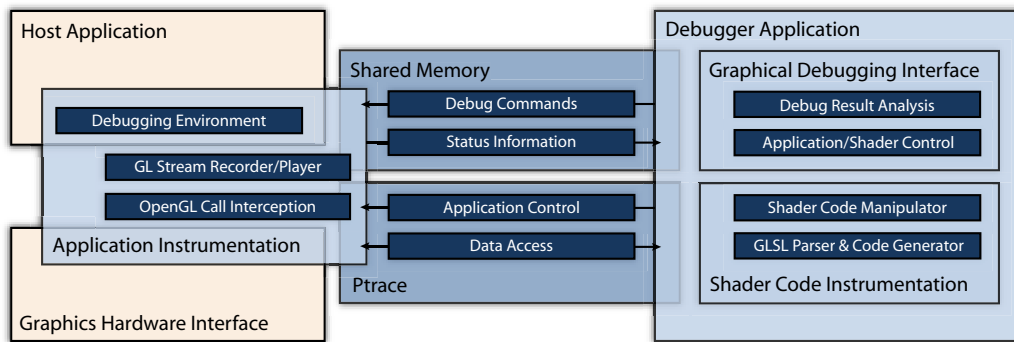 Host Application
Debugging Environment
GL Stream Recorder/Player
OpenGL Call Interception
Application Instrumentation
Graphics Hardware Interface
Shared Memory
Debug Commands
Status Information
Application Control
Data Access
Ptrace
Debugger Application
Graphical Debugging Interface
Debug Result Analysis
Application/Shader Control
Shader Code Manipulator
GLSL Parser & Code Generator
Shader Code Instrumentation